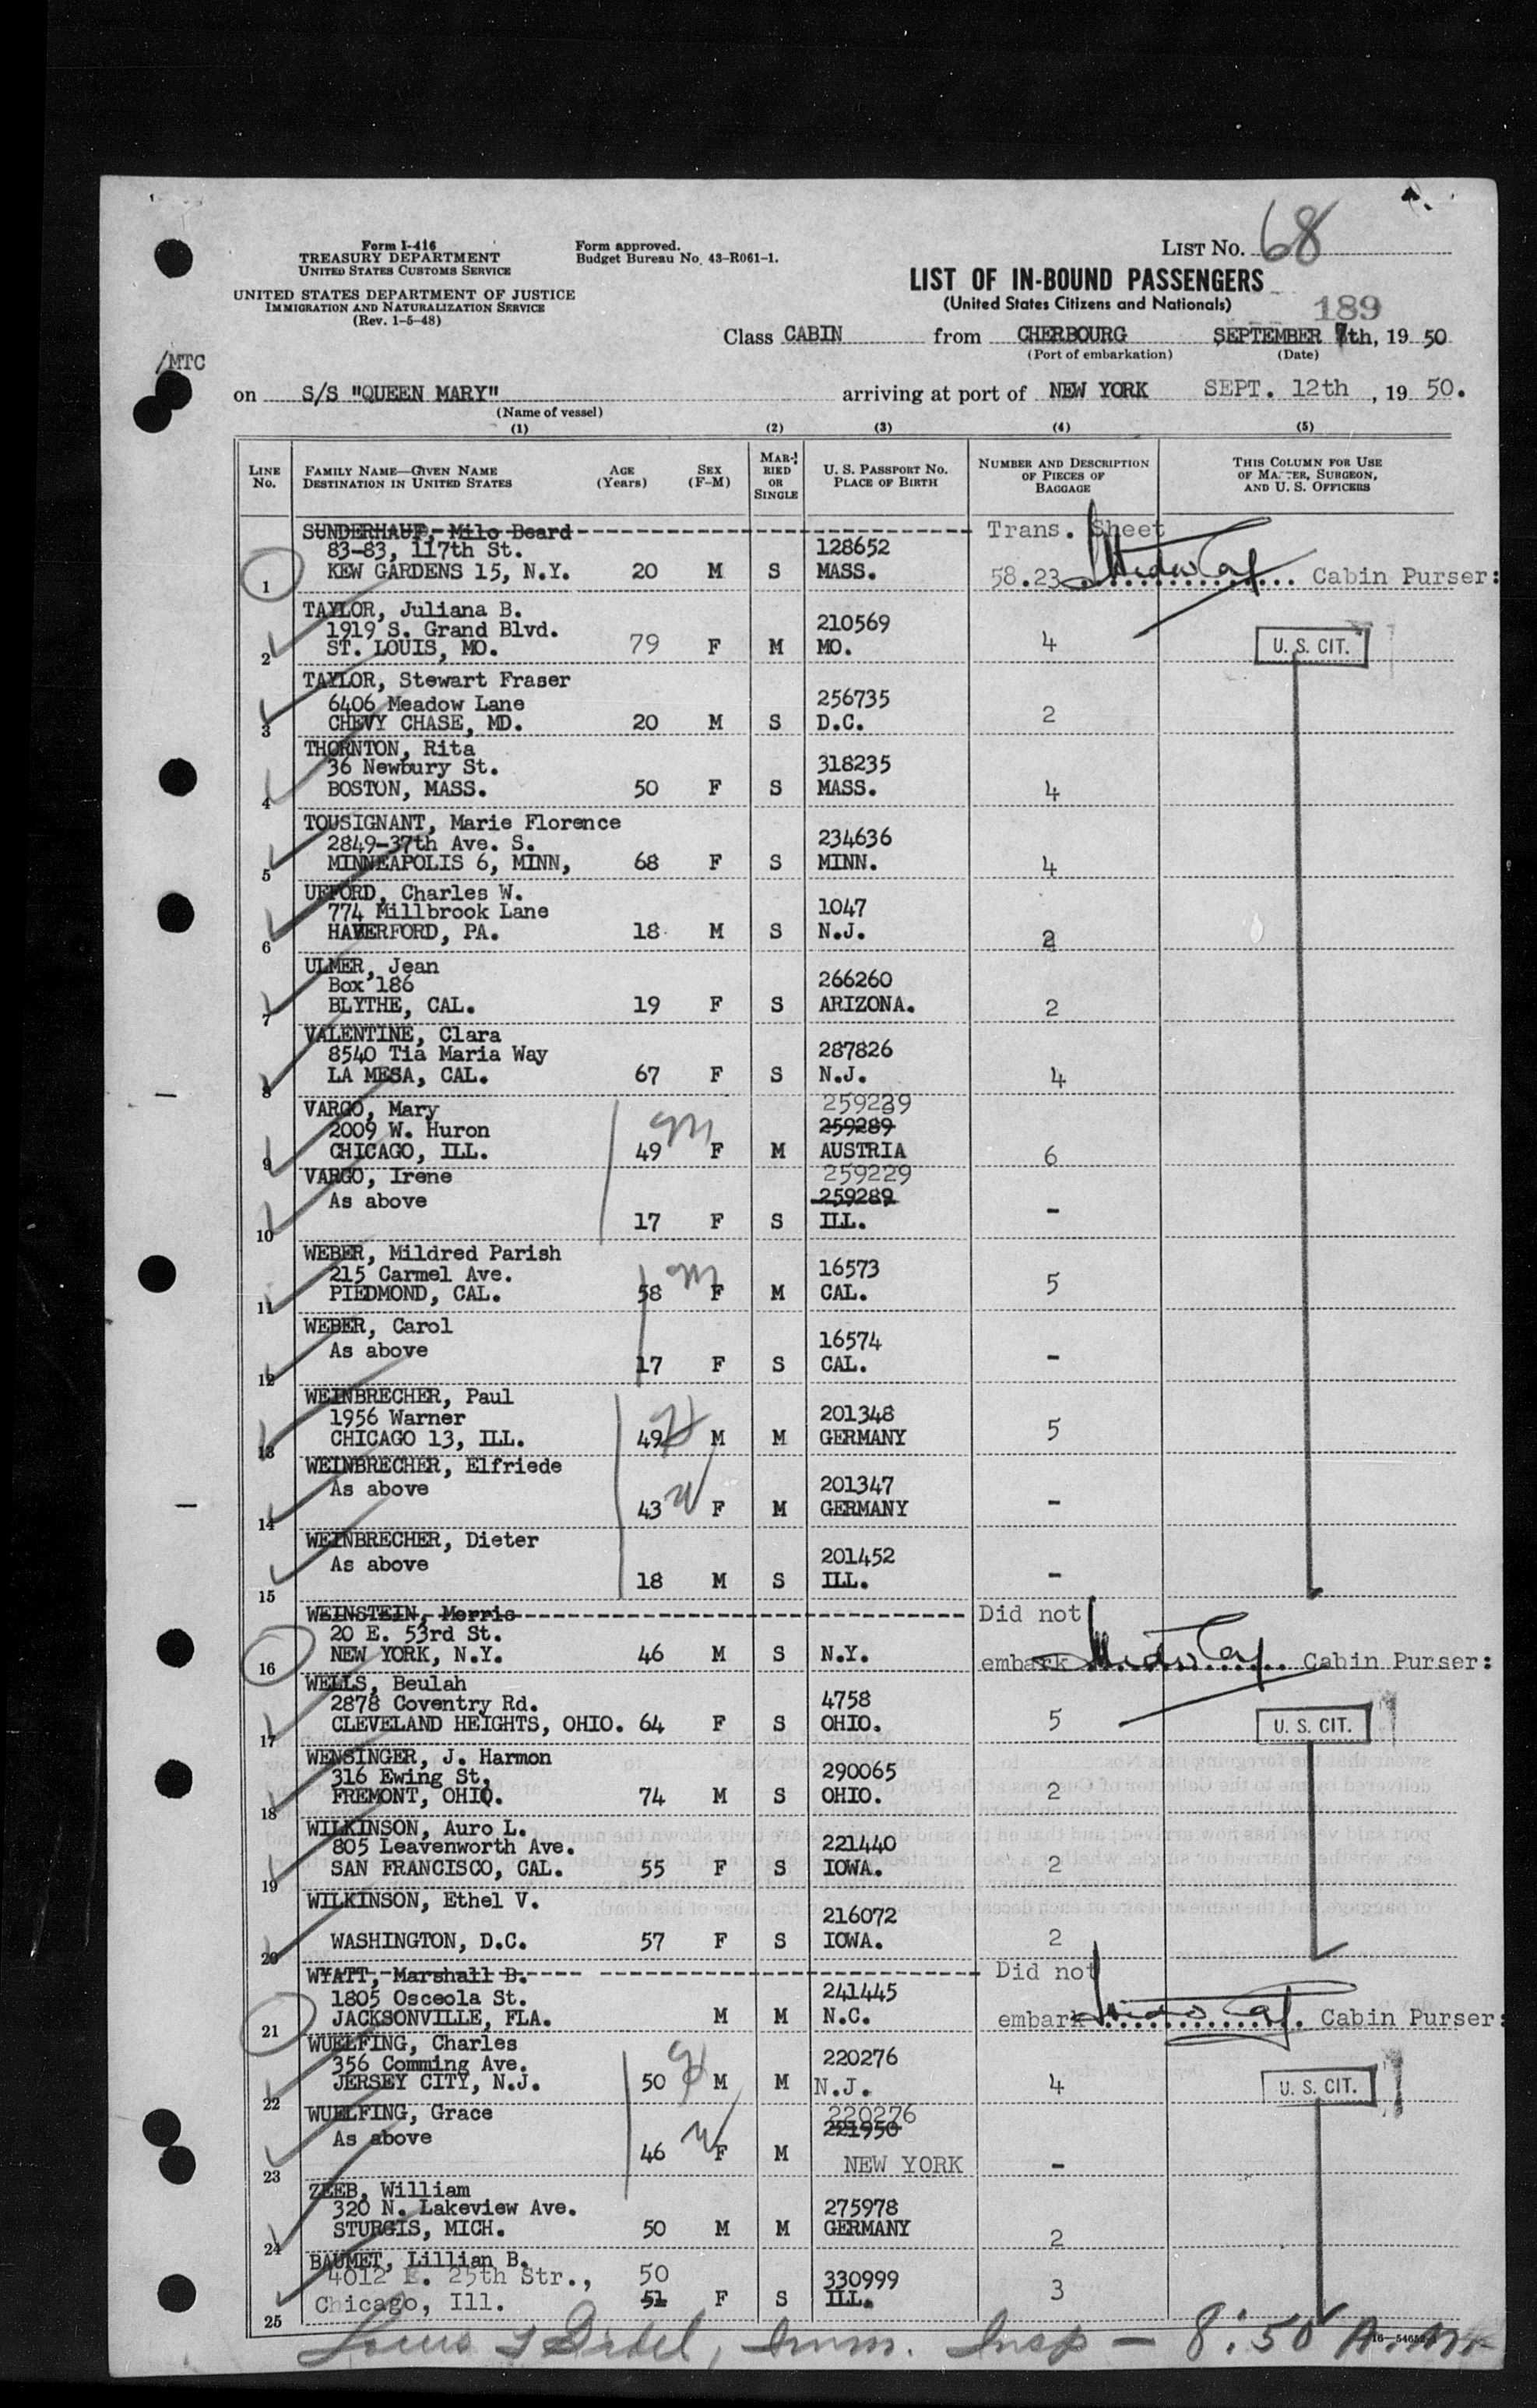 LIST No. 68
Form I-416
TREASURY DEPARTMENT
UNITED STATES CUSTOMS SERVICE
Form approved.
Budget Bureau No. 43-R061-1.
UNITED STATES DEPARTMENT OF JUSTICE
IMMIGRATION AND NATURALIZATION SERVICE
(Rev. 1-5-48)
LIST OF IN-BOUND PASSENGERS
(United States Citizens and Nationals)
189
/MTC
Class CABIN from CHERBOURG SEPTEMBER 7th, 19 50
(Port of embarkation) (Date)
on S/S "QUEEN MARY" arriving at port of NEW YORK SEPT. 12th, 19 50.
(Name of vessel)
(1) (2) (3) (4) (5)
LINE No. FAMILY NAME—GIVEN NAME DESTINATION IN UNITED STATES AGE (Years) SEX (F-M) MARRIED OR SINGLE U. S. PASSPORT NO. PLACE OF BIRTH NUMBER AND DESCRIPTION OF PIECES OF BAGGAGE THIS COLUMN FOR USE OF MASTER, SURGEON, AND U. S. OFFICERS
SUNDERHAUF, Milo Beard Trans. Sheet
83-83, 117th St. 128652
1 KEW GARDENS 15, N.Y. 20 M S MASS. 58.23 Cabin Purser:
TAYLOR, Juliana B.
1919 S. Grand Blvd. 210569
2 ST. LOUIS, MO. 79 F M MO. 4 U. S. CIT.
TAYLOR, Stewart Fraser
6406 Meadow Lane 256735
3 CHEVY CHASE, MD. 20 M S D.C. 2
THORNTON, Rita
36 Newbury St. 318235
4 BOSTON, MASS. 50 F S MASS. 4
TOUSIGNANT, Marie Florence
2849-37th Ave. S. 234636
5 MINNEAPOLIS 6, MINN, 68 F S MINN. 4
UFFORD, Charles W.
774 Millbrook Lane 1047
6 HAVERFORD, PA. 18 M S N.J. 2
ULMER, Jean
Box 186 266260
7 BLYTHE, CAL. 19 F S ARIZONA. 2
VALENTINE, Clara
8540 Tia Maria Way 287826
8 LA MESA, CAL. 67 F S N.J. 4
VARGO, Mary 259239
2009 W. Huron 259289
9 CHICAGO, ILL. 49 M F M AUSTRIA 6
VARGO, Irene 259229
As above 259289
10 17 F S ILL. -
WEBER, Mildred Parish
215 Carmel Ave. 16573
11 PIEDMOND, CAL. 58 M F M CAL. 5
WEBER, Carol
As above 16574
12 17 F S CAL. -
WEINBRECHER, Paul
1956 Warner 201348
13 CHICAGO 13, ILL. 49 H M M GERMANY 5
WEINBRECHER, Elfriede
As above 201347
14 43 W F M GERMANY -
WEINBRECHER, Dieter
As above 201452
15 18 M S ILL. -
WEINSTEIN, Morris Did not
20 E. 53rd St.
16 NEW YORK, N.Y. 46 M S N.Y. embark Cabin Purser:
WELLS, Beulah
2878 Coventry Rd. 4758
17 CLEVELAND HEIGHTS, OHIO. 64 F S OHIO. 5 U. S. CIT.
WENSINGER, J. Harmon
316 Ewing St, 290065
18 FREMONT, OHIO. 74 M S OHIO. 2
WILKINSON, Auro L.
805 Leavenworth Ave. 221440
19 SAN FRANCISCO, CAL. 55 F S IOWA. 2
WILKINSON, Ethel V.
216072
20 WASHINGTON, D.C. 57 F S IOWA. 2
WYATT, Marshall B. Did not
1805 Osceola St. 241445
21 JACKSONVILLE, FLA. M M N.C. embark Cabin Purser:
WUELFING, Charles
356 Comming Ave. 220276
22 JERSEY CITY, N.J. 50 H M M N.J. 4 U. S. CIT.
WUELFING, Grace 220276
As above 221950
23 46 W F M NEW YORK -
ZEEB, William
320 N. Lakeview Ave. 275978
24 STURGIS, MICH. 50 M M GERMANY 2
BAUMET, Lillian B.
4012 E. 25th Str., 50 330999
25 Chicago, Ill. 51 F S ILL. 3
Imm. Insp — 8:50 A.M.